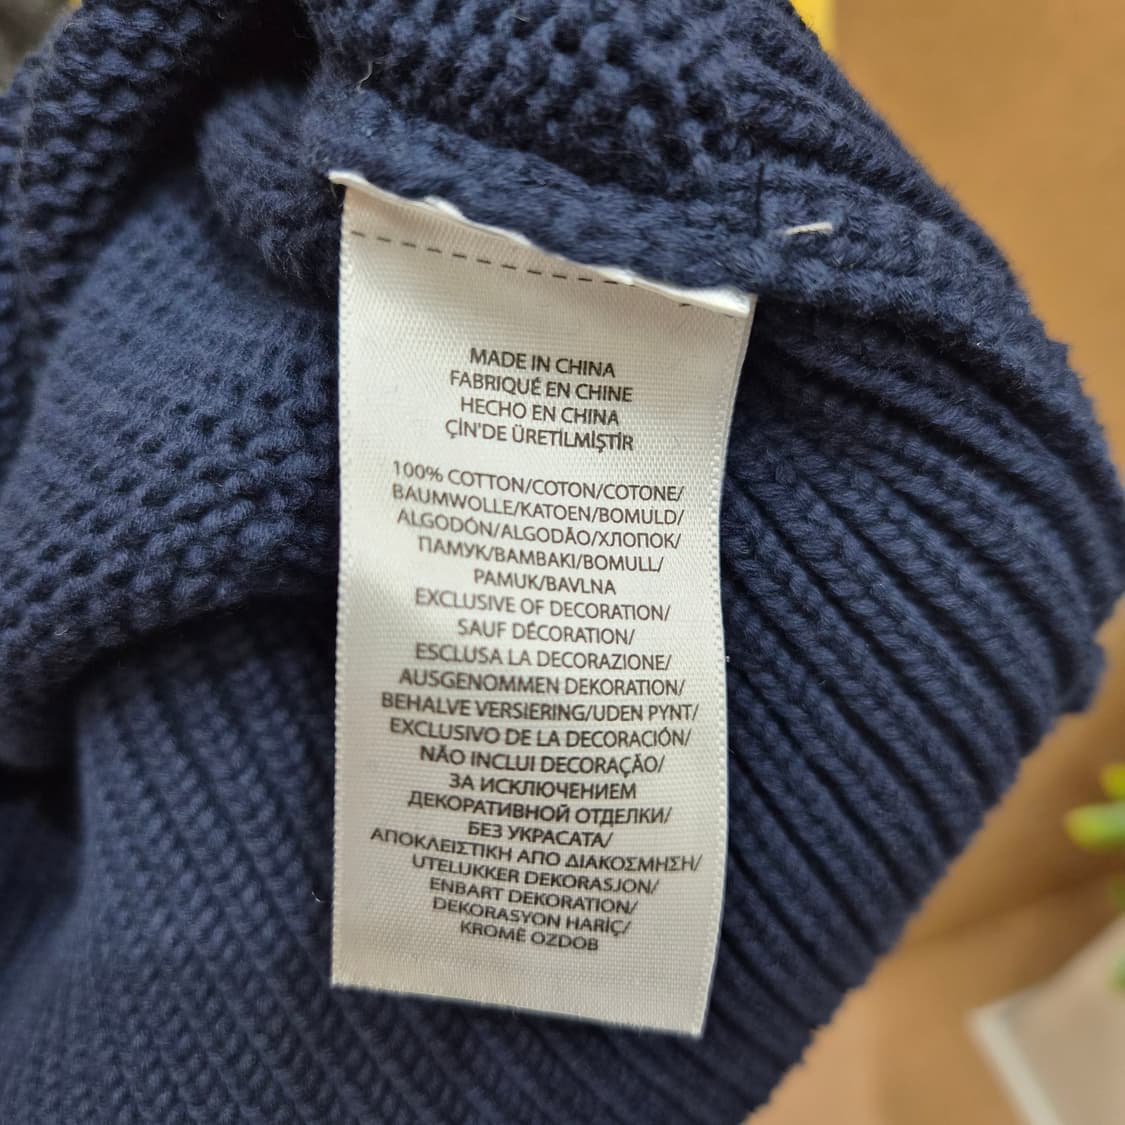 MADE IN CHINA
FABRIQUÉ EN CHINE
HECHO EN CHINA
ÇİN'DE ÜRETİLMİŞTİR
100% COTTON/COTON/COTONE/
BAUMWOLLE/KATOEN/BOMULD/
ALGODÓN/ALGODÃO/ХЛОПОК/
ПАМУК/BAMBAKI/BOMULL/
PAMUK/BAVLNA
EXCLUSIVE OF DECORATION/
SAUF DÉCORATION/
ESCLUSA LA DECORAZIONE/
AUSGENOMMEN DEKORATION/
BEHALVE VERSIERING/UDEN PYNT/
EXCLUSIVO DE LA DECORACIÓN/
NÃO INCLUI DECORAÇÃO/
ЗА ИСКЛЮЧЕНИЕМ
ДЕКОРАТИВНОЙ ОТДЕЛКИ/
БЕЗ УКРАСАТА/
ΑΠΟΚΛΕΙΣΤΙΚΗ ΑΠΟ ΔΙΑΚΟΣΜΗΣΗ/
UTELUKKER DEKORASJON/
ENBART DEKORATION/
DEKORASYON HARİÇ/
KROMĚ OZDOB